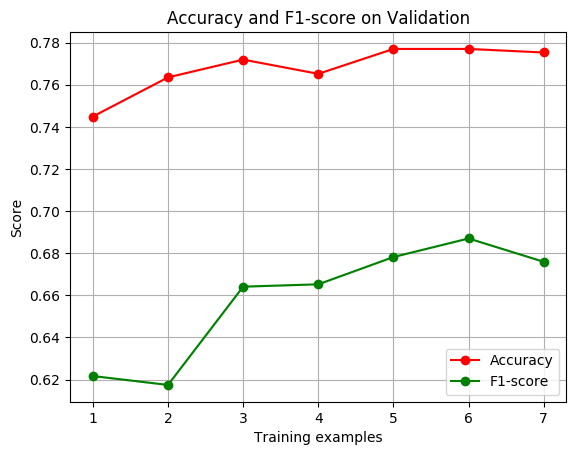 Accuracy and F1-score on Validation
0.78
0.76
0.74
0.72
0.70
0.68
0.66
0.64
0.62
Score
Accuracy
F1-score
1 2 3 4 5 6 7
Training examples